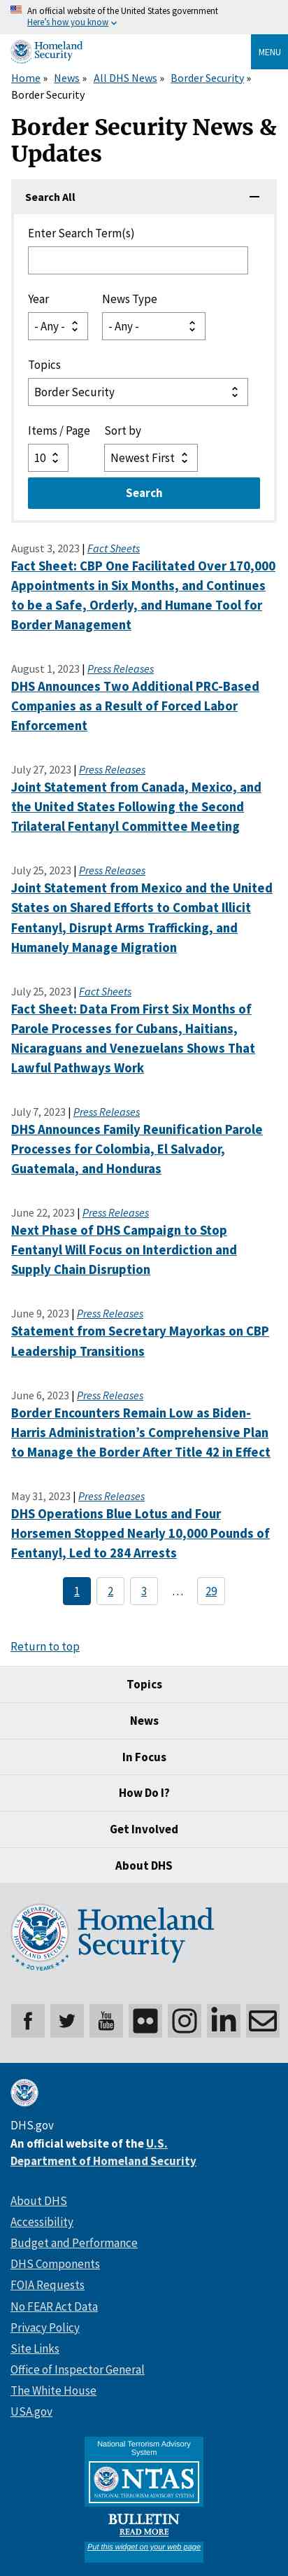 An official website of the United States government
Here's how you know
Homeland
Security
MENU
Home » News » All DHS News » Border Security »
Border Security
Border Security News &
Updates
Search All
Enter Search Term(s)
Year
News Type
- Any -
- Any -
Topics
Border Security
Items / Page
Sort by
10
Newest First
Search
August 3, 2023 | Fact Sheets
Fact Sheet: CBP One Facilitated Over 170,000
Appointments in Six Months, and Continues
to be a Safe, Orderly, and Humane Tool for
Border Management
August 1, 2023 | Press Releases
DHS Announces Two Additional PRC-Based
Companies as a Result of Forced Labor
Enforcement
July 27, 2023 | Press Releases
Joint Statement from Canada, Mexico, and
the United States Following the Second
Trilateral Fentanyl Committee Meeting
July 25, 2023 | Press Releases
Joint Statement from Mexico and the United
States on Shared Efforts to Combat Illicit
Fentanyl, Disrupt Arms Trafficking, and
Humanely Manage Migration
July 25, 2023 | Fact Sheets
Fact Sheet: Data From First Six Months of
Parole Processes for Cubans, Haitians,
Nicaraguans and Venezuelans Shows That
Lawful Pathways Work
July 7, 2023 | Press Releases
DHS Announces Family Reunification Parole
Processes for Colombia, El Salvador,
Guatemala, and Honduras
June 22, 2023 | Press Releases
Next Phase of DHS Campaign to Stop
Fentanyl Will Focus on Interdiction and
Supply Chain Disruption
June 9, 2023 | Press Releases
Statement from Secretary Mayorkas on CBP
Leadership Transitions
June 6, 2023 | Press Releases
Border Encounters Remain Low as Biden-
Harris Administration's Comprehensive Plan
to Manage the Border After Title 42 in Effect
May 31, 2023 | Press Releases
DHS Operations Blue Lotus and Four
Horsemen Stopped Nearly 10,000 Pounds of
Fentanyl, Led to 284 Arrests
1 2 3 … 29
Return to top
Topics
News
In Focus
How Do I?
Get Involved
About DHS
Homeland
Security
20 YEARS
You
Tube
DHS.gov
An official website of the U.S.
Department of Homeland Security
About DHS
Accessibility
Budget and Performance
DHS Components
FOIA Requests
No FEAR Act Data
Privacy Policy
Site Links
Office of Inspector General
The White House
USA.gov
National Terrorism Advisory
System
NTAS
NATIONAL TERRORISM ADVISORY SYSTEM
BULLETIN
READ MORE
Put this widget on your web page